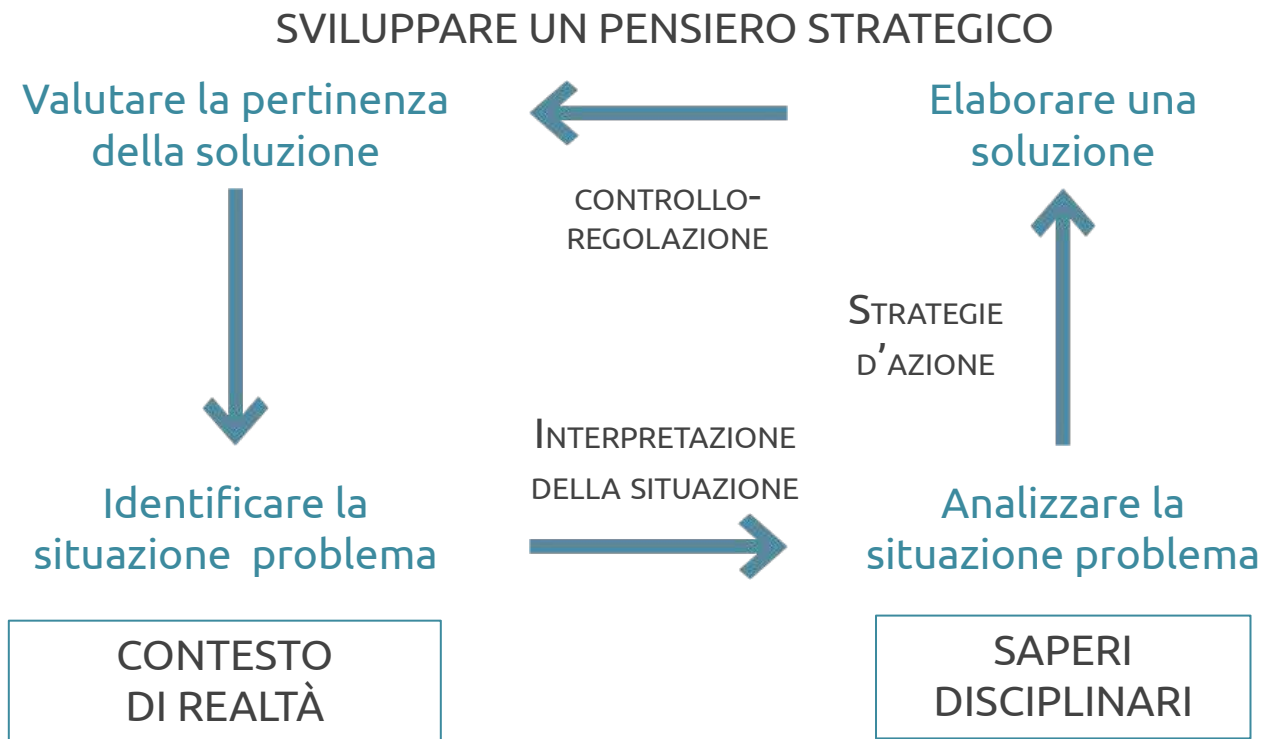 SVILUPPARE UN PENSIERO STRATEGICO
Valutare la pertinenza
della soluzione
Elaborare una
soluzione
CONTROLLO-
REGOLAZIONE
STRATEGIE
D'AZIONE
INTERPRETAZIONE
DELLA SITUAZIONE
Identificare la
situazione problema
Analizzare la
situazione problema
CONTESTO
DI REALTÀ
SAPERI
DISCIPLINARI